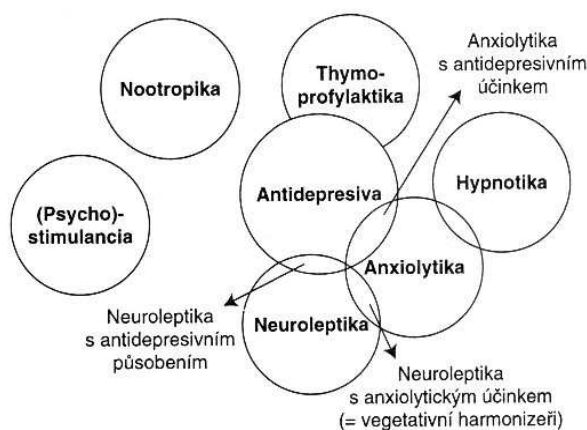 Anxiolytika
s antidepresivním
účinkem
Nootropika
Thymo-
profylaktika
(Psycho)-
stimulancia
Antidepresiva
Hypnotika
Anxiolytika
Neuroleptika
Neuroleptika
s antidepresivním
působením
Neuroleptika
s anxiolytickým účinkem
(= vegetativní harmonizeři)